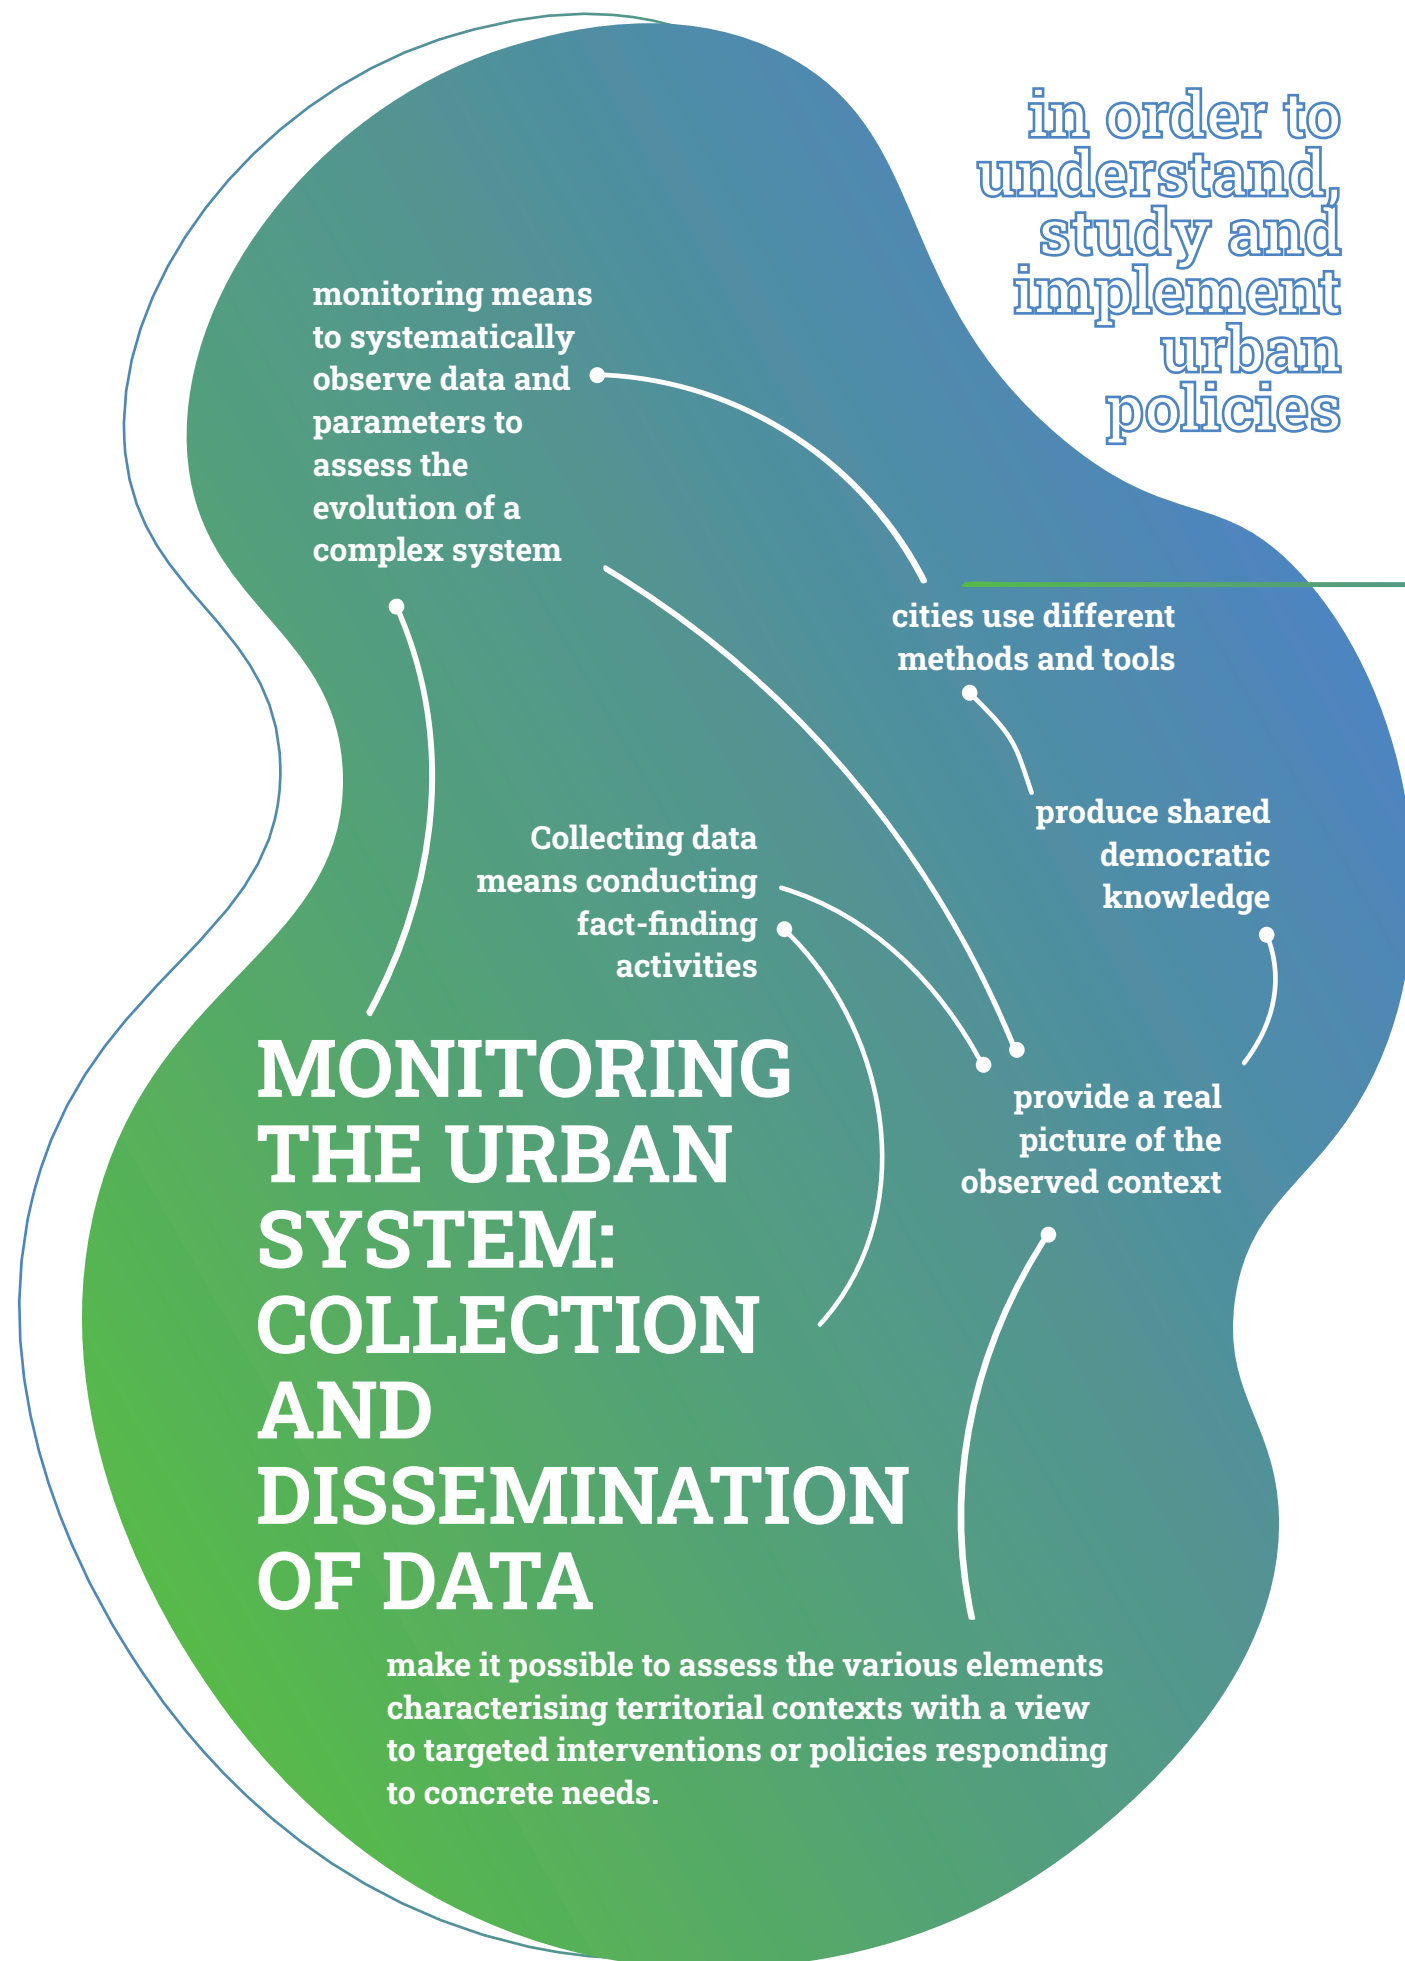 in order to
understand,
study and
implement
urban
policies
monitoring means
to systematically
observe data and
parameters to
assess the
evolution of a
complex system
cities use different
methods and tools
produce shared
democratic
knowledge
Collecting data
means conducting
fact-finding
activities
provide a real
picture of the
observed context
MONITORING
THE URBAN
SYSTEM:
COLLECTION
AND
DISSEMINATION
OF DATA
make it possible to assess the various elements
characterising territorial contexts with a view
to targeted interventions or policies responding
to concrete needs.